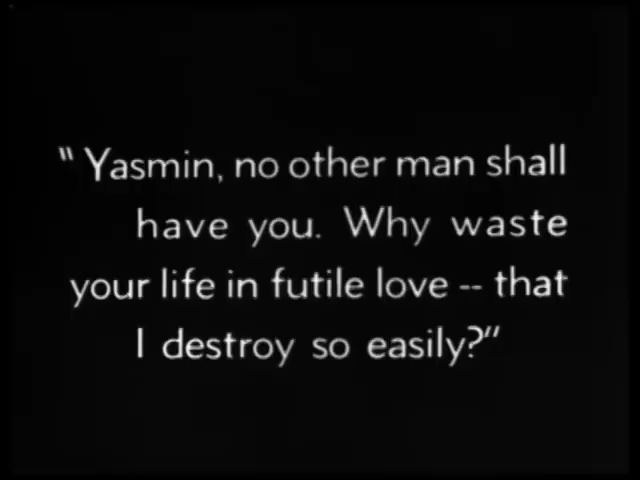 "Yasmin, no other man shall
have you. Why waste
your life in futile love -- that
I destroy so easily?"